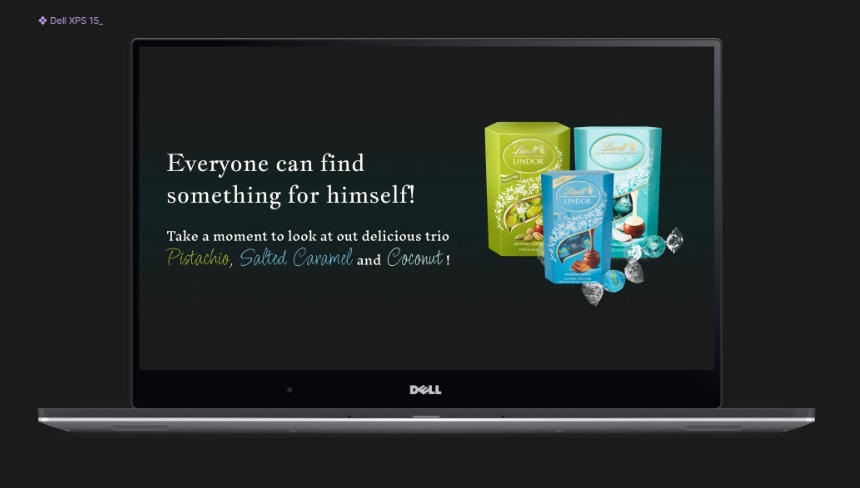 Dell XPS 15_
Everyone can find
something for himself!
Take a moment to look at out delicious trio
Pistachio, Salted Caramel and Coconut !
Lindt
LINDOR
Lindt
LINDOR
Lindt
LINDOR
DELL